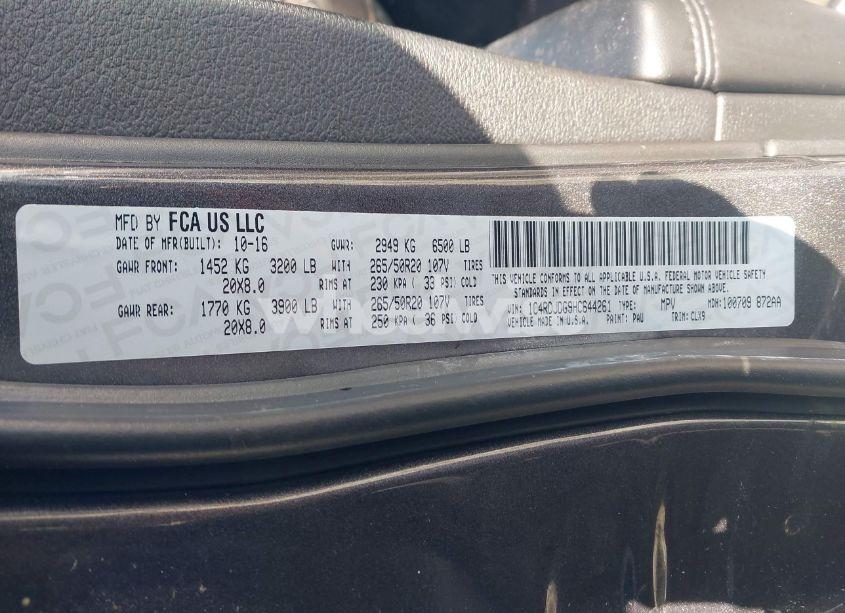 MFD BY FCA US LLC
DATE OF MFR(BUILT): 10-16 GVWR: 2949 KG 6500 LB
GAWR FRONT: 1452 KG 3200 LB WITH 265/50R20 107V TIRES
20X8.0 RIMS AT 230 KPA ( 33 PSI) COLD
GAWR REAR: 1770 KG 3900 LB WITH 265/50R20 107V TIRES
20X8.0 RIMS AT 250 KPA ( 36 PSI) COLD
THIS VEHICLE CONFORMS TO ALL APPLICABLE U.S.A. FEDERAL MOTOR VEHICLE SAFETY
STANDARDS IN EFFECT ON THE DATE OF MANUFACTURE SHOWN ABOVE.
VIN: 1C4RDJDG9HC644261 TYPE: MPV MDH:100709 872AA
VEHICLE MADE IN U.S.A. PAINT: PAU TRIM: CLX9